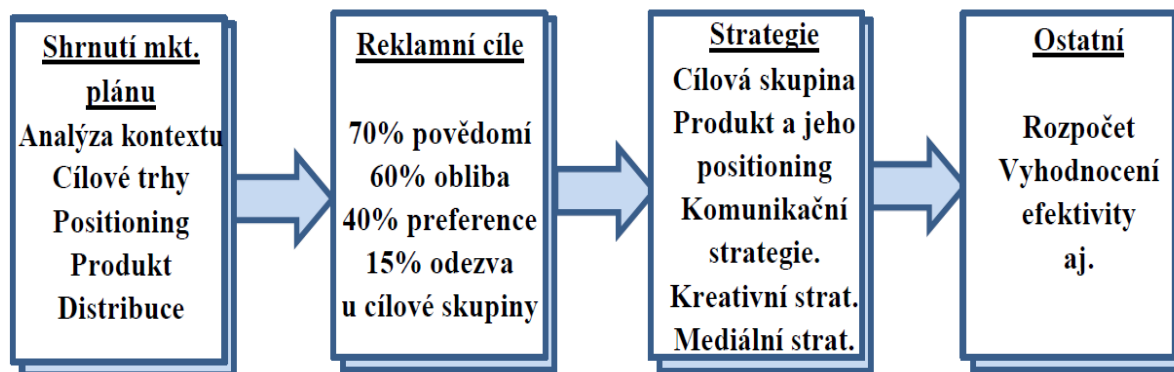 Shrnutí mkt.
plánu
Analýza kontextu
Cílové trhy
Positioning
Produkt
Distribuce
Reklamní cíle
70% povědomí
60% obliba
40% preference
15% odezva
u cílové skupiny
Strategie
Cílová skupina
Produkt a jeho
positioning
Komunikační
strategie.
Kreativní strat.
Mediální strat.
Ostatní
Rozpočet
Vyhodnocení
efektivity
aj.